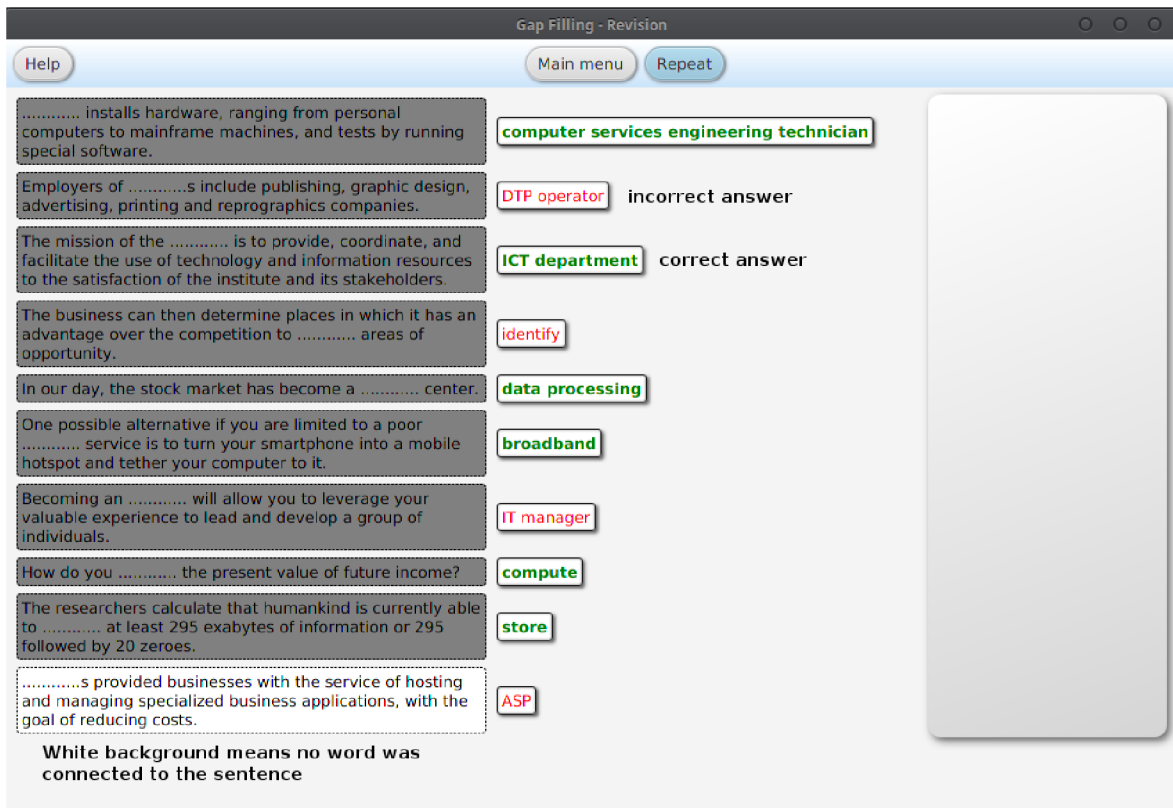 Gap Filling - Revision
Help
Main menu
Repeat
............ installs hardware, ranging from personal
computers to mainframe machines, and tests by running
special software.
computer services engineering technician
Employers of ............s include publishing, graphic design,
advertising, printing and reprographics companies.
DTP operator
incorrect answer
The mission of the ............ is to provide, coordinate, and
facilitate the use of technology and information resources
to the satisfaction of the institute and its stakeholders.
ICT department
correct answer
The business can then determine places in which it has an
advantage over the competition to ............ areas of
opportunity.
identify
In our day, the stock market has become a ............ center.
data processing
One possible alternative if you are limited to a poor
............ service is to turn your smartphone into a mobile
hotspot and tether your computer to it.
broadband
Becoming an ............ will allow you to leverage your
valuable experience to lead and develop a group of
individuals.
IT manager
How do you ............ the present value of future income?
compute
The researchers calculate that humankind is currently able
to ............ at least 295 exabytes of information or 295
followed by 20 zeroes.
store
............s provided businesses with the service of hosting
and managing specialized business applications, with the
goal of reducing costs.
ASP
White background means no word was
connected to the sentence